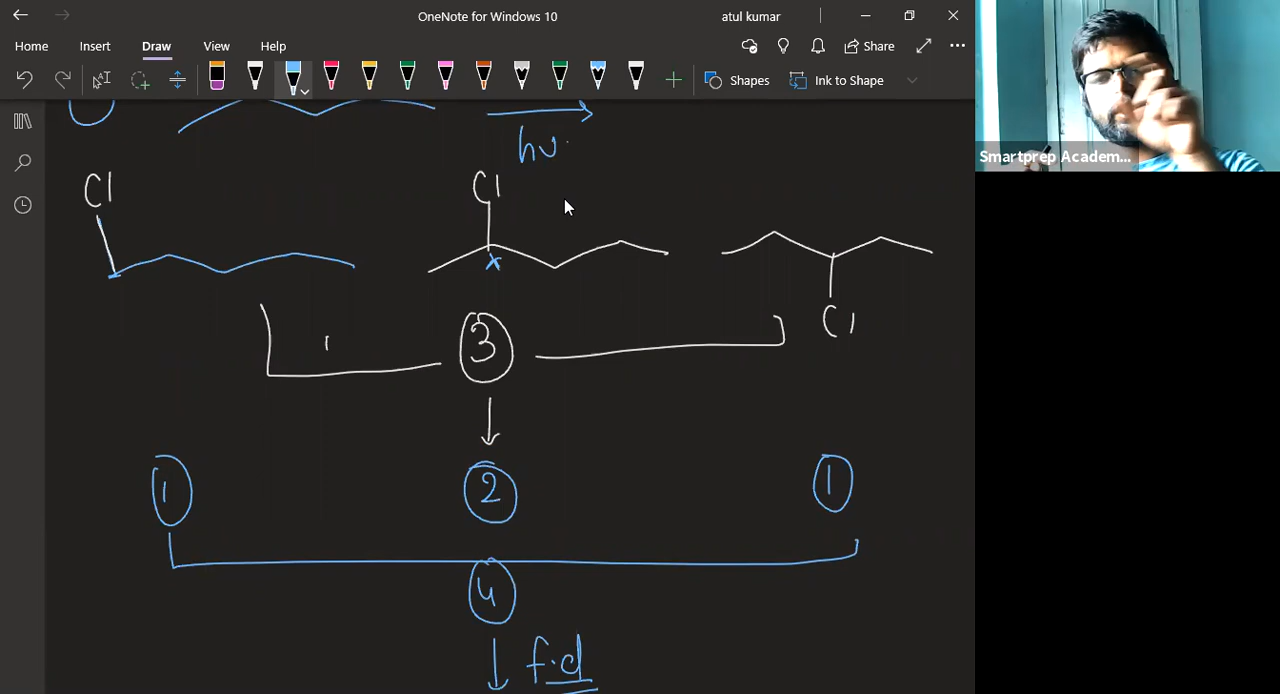 OneNote for Windows 10
atul kumar
Home Insert Draw View Help
Share
Shapes
Ink to Shape
hν
Cl
Cl
x
Cl
3
1
2
1
4
f.d
Smartprep Academ...